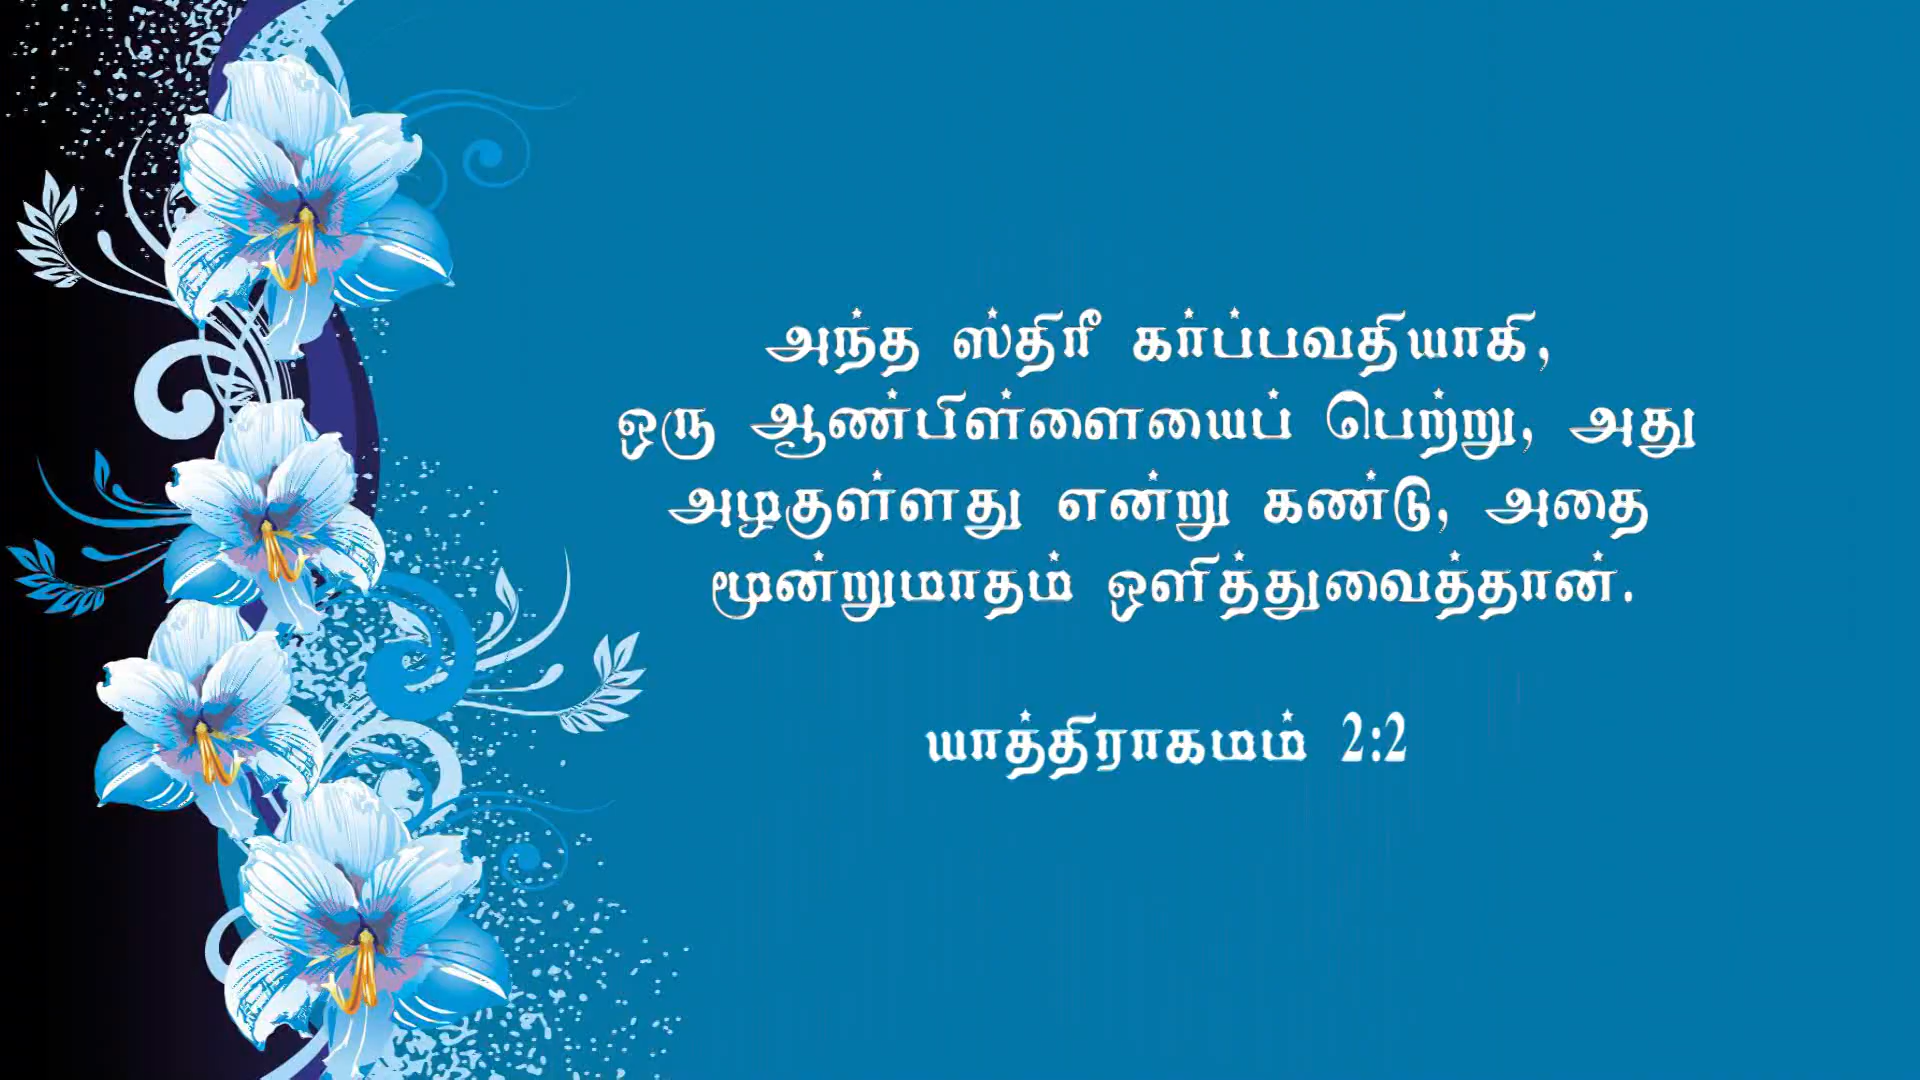 அந்த ஸ்திரீ கர்ப்பவதியாகி,
ஒரு ஆண்பிள்ளையைப் பெற்று, அது
அழகுள்ளது என்று கண்டு, அதை
மூன்றுமாதம் ஒளித்துவைத்தான்.
யாத்திராகமம் 2:2